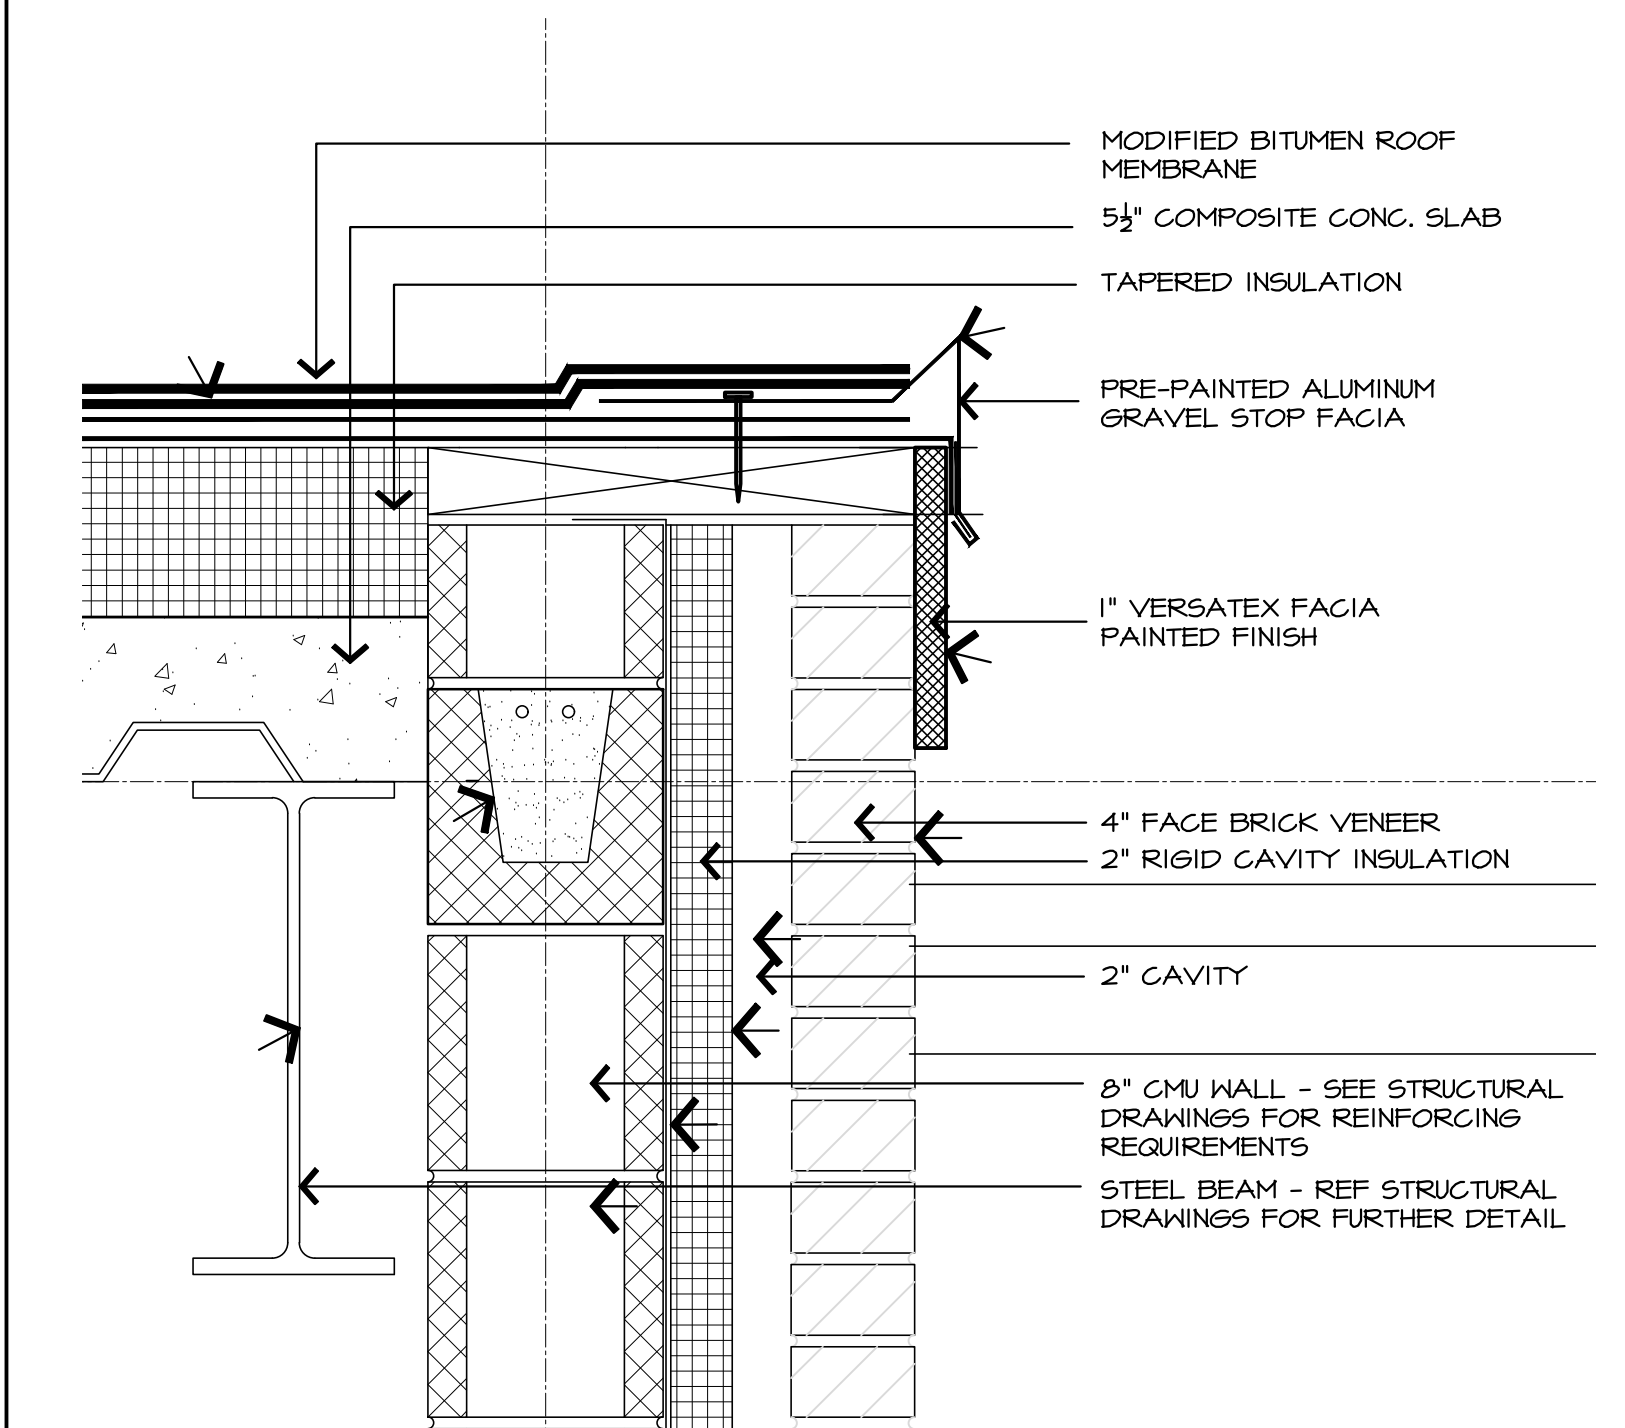 MODIFIED BITUMEN ROOF
MEMBRANE
5½" COMPOSITE CONC. SLAB
TAPERED INSULATION
PRE-PAINTED ALUMINUM
GRAVEL STOP FACIA
1" VERSATEX FACIA
PAINTED FINISH
4" FACE BRICK VENEER
2" RIGID CAVITY INSULATION
2" CAVITY
8" CMU WALL - SEE STRUCTURAL
DRAWINGS FOR REINFORCING
REQUIREMENTS
STEEL BEAM - REF STRUCTURAL
DRAWINGS FOR FURTHER DETAIL